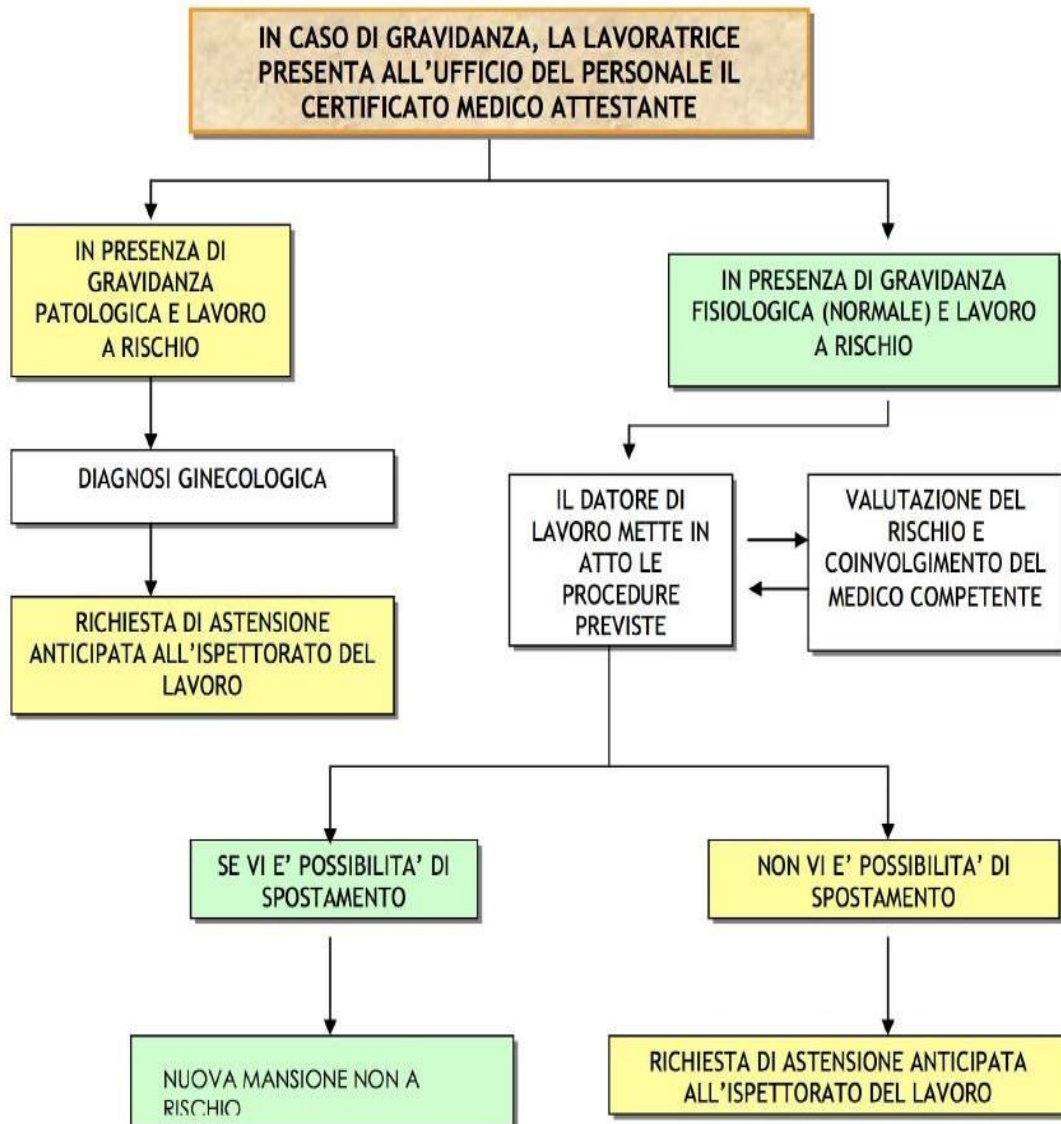 IN CASO DI GRAVIDANZA, LA LAVORATRICE
PRESENTA ALL'UFFICIO DEL PERSONALE IL
CERTIFICATO MEDICO ATTESTANTE
IN PRESENZA DI
GRAVIDANZA
PATOLOGICA E LAVORO
A RISCHIO
IN PRESENZA DI GRAVIDANZA
FISIOLOGICA (NORMALE) E LAVORO
A RISCHIO
DIAGNOSI GINECOLOGICA
IL DATORE DI
LAVORO METTE IN
ATTO LE
PROCEDURE
PREVISTE
VALUTAZIONE DEL
RISCHIO E
COINVOLGIMENTO DEL
MEDICO COMPETENTE
RICHIESTA DI ASTENSIONE
ANTICIPATA ALL'ISPETTORATO DEL
LAVORO
SE VI E' POSSIBILITA' DI
SPOSTAMENTO
NON VI E' POSSIBILITA' DI
SPOSTAMENTO
NUOVA MANSIONE NON A
RISCHIO
RICHIESTA DI ASTENSIONE ANTICIPATA
ALL'ISPETTORATO DEL LAVORO